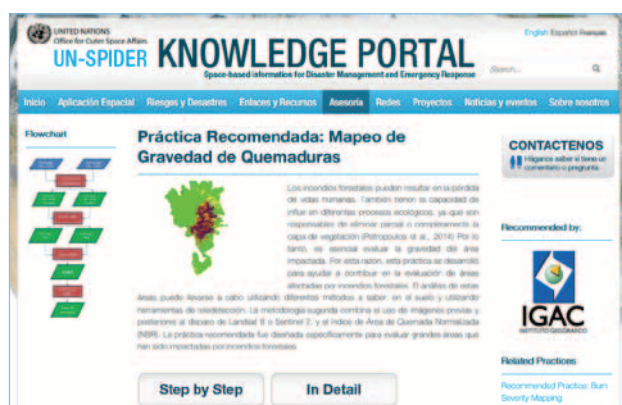 UNITED NATIONS
Office for Outer Space Affairs
UN-SPIDER KNOWLEDGE PORTAL
Space-based information for Disaster Management and Emergency Response
English Español Français
Search...
Inicio Aplicación Espacial Riesgos y Desastres Enlaces y Recursos Asesoría Redes Proyectos Noticias y eventos Sobre nosotros
Flowchart
Práctica Recomendada: Mapeo de
Gravedad de Quemaduras
Los incendios forestales pueden resultar en la pérdida
de vidas humanas. También tienen la capacidad de
influir en diferentes procesos ecológicos, ya que son
responsables de eliminar parcial o completamente la
capa de vegetación (Petropoulos et al., 2014) Por lo
tanto, es esencial evaluar la gravedad del área
impactada. Por esta razón, esta práctica se desarrolló
para ayudar a contribuir en la evaluación de áreas
afectadas por incendios forestales. El análisis de estas
áreas puede llevarse a cabo utilizando diferentes métodos a saber: en el suelo y utilizando
herramientas de teledetección. La metodología sugerida combina el uso de imágenes previas y
posteriores al disparo de Landsat 8 o Sentinel 2, y el índice de Área de Quemada Normalizada
(NBR). La práctica recomendada fue diseñada específicamente para evaluar grandes áreas que
han sido impactadas por incendios forestales.
Step by Step
In Detail
CONTACTENOS
Háganos saber si tiene un
comentario o pregrunta.
Recommended by:
IGAC
INSTITUTO GEOGRÁFICO
Related Practices
Recommended Practice: Burn
Severity Mapping